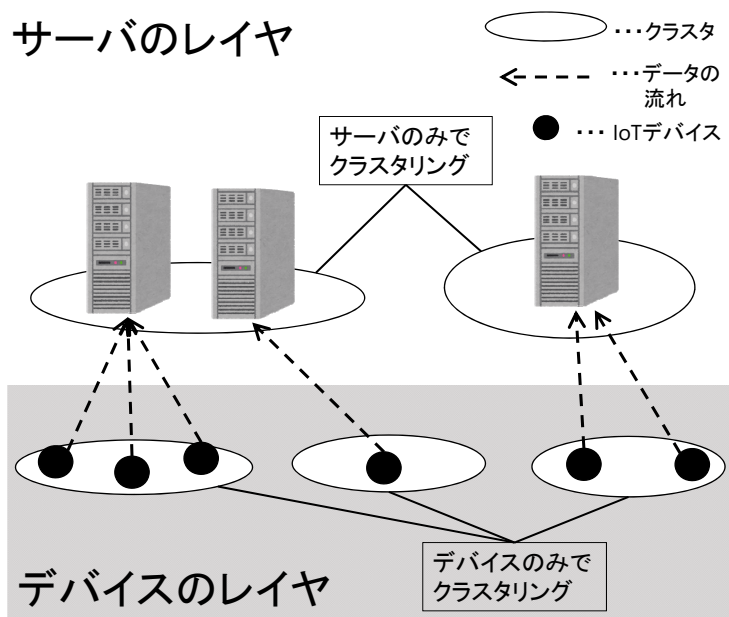 サーバのレイヤ
･･･クラスタ
･･･データの
流れ
･･･ IoTデバイス
サーバのみで
クラスタリング
デバイスのみで
クラスタリング
デバイスのレイヤ